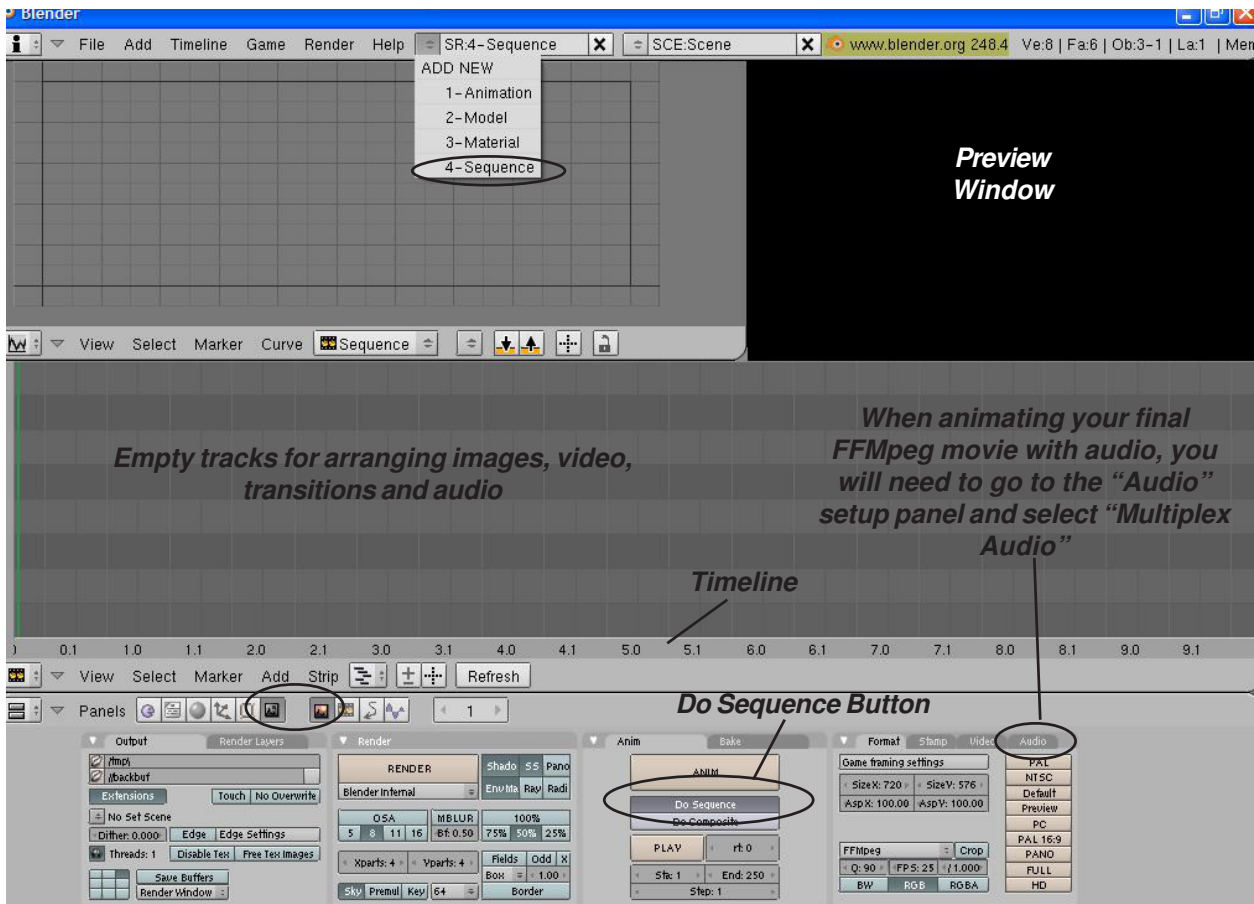 Blender
File Add Timeline Game Render Help SR:4-Sequence SCE:Scene www.blender.org 248.4 Ve:8 | Fa:6 | Ob:3-1 | La:1 | Mem
ADD NEW
1-Animation
2-Model
3-Material
4-Sequence
Preview
Window
View Select Marker Curve Sequence
When animating your final
FFMpeg movie with audio, you
will need to go to the “Audio”
setup panel and select “Multiplex
Audio”
Empty tracks for arranging images, video,
transitions and audio
Timeline
0.1 1.0 1.1 2.0 2.1 3.0 3.1 4.0 4.1 5.0 5.1 6.0 6.1 7.0 7.1 8.0 8.1 9.0 9.1
View Select Marker Add Strip Refresh
Panels 1
Do Sequence Button
Output Render Layers
/tmp\
//backbuf
Extensions Touch No Overwrite
No Set Scene
Dither: 0.000 Edge Edge Settings
Threads: 1 Disable Tex Free Tex Images
Save Buffers
Render Window
Render
RENDER
Shado SS Pano
EnvMa Ray Radi
Blender Internal
OSA MBLUR 100%
5 8 11 16 Bf: 0.50 75% 50% 25%
Xparts: 4 Yparts: 4 Fields Odd X
Box 1.00
Sky Premul Key 64 Border
Anim Bake
ANIM
Do Sequence
Do Composite
PLAY rt: 0
Sta: 1 End: 250
Step: 1
Format Stamp Video Audio
Game framing settings
SizeX: 720 SizeY: 576
AspX: 100.00 AspY: 100.00
FFMpeg Crop
Q: 90 FPS: 25 /1.000
BW RGB RGBA
PAL
NTSC
Default
Preview
PC
PAL 16:9
PANO
FULL
HD